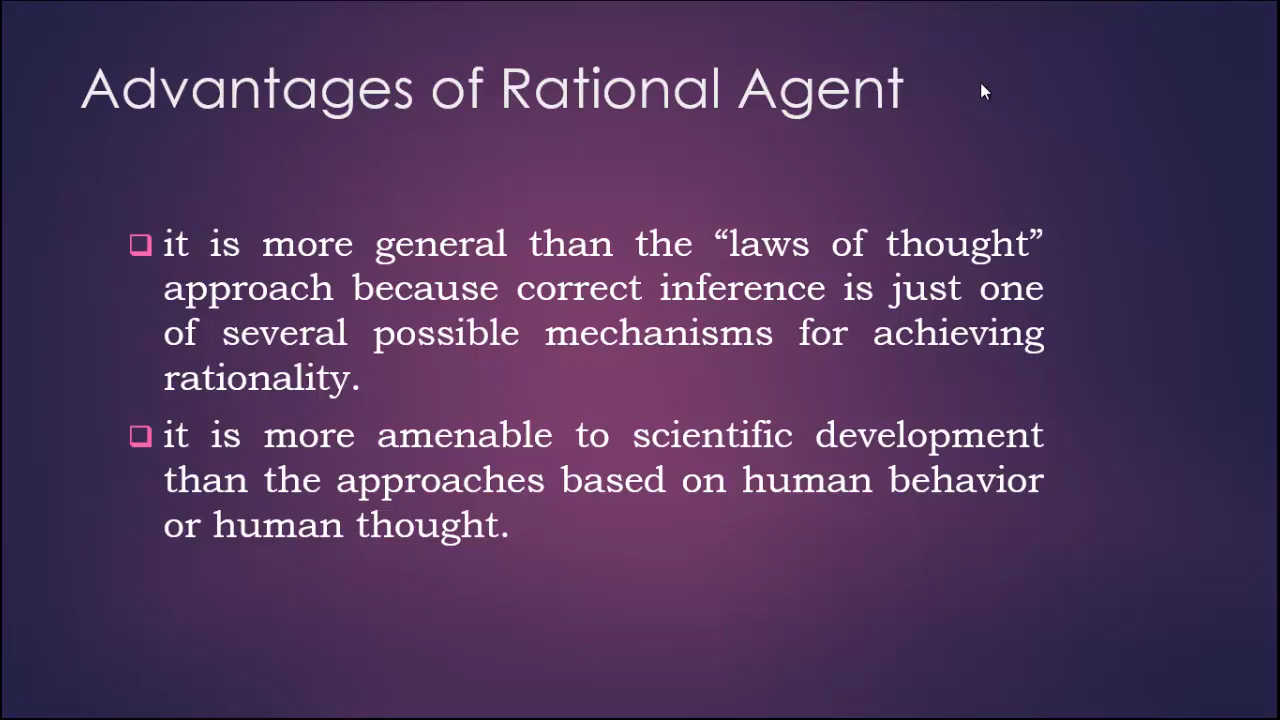 Advantages of Rational Agent
it is more general than the “laws of thought”
approach because correct inference is just one
of several possible mechanisms for achieving
rationality.
it is more amenable to scientific development
than the approaches based on human behavior
or human thought.